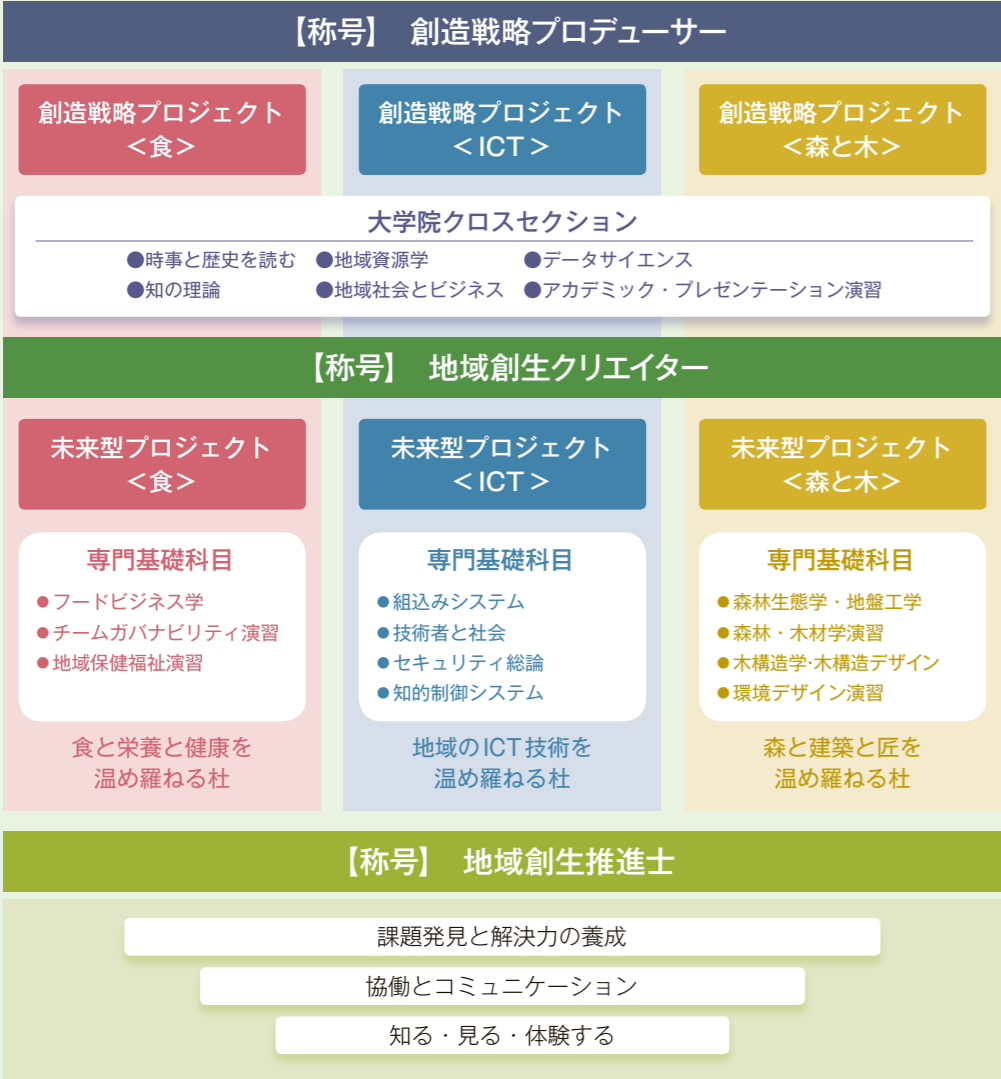 【称号】 創造戦略プロデューサー
創造戦略プロジェクト
＜食＞
創造戦略プロジェクト
＜ICT＞
創造戦略プロジェクト
＜森と木＞
大学院クロスセクション
●時事と歴史を読む ●地域資源学 ●データサイエンス
●知の理論 ●地域社会とビジネス ●アカデミック・プレゼンテーション演習
【称号】 地域創生クリエイター
未来型プロジェクト
＜食＞
専門基礎科目
●フードビジネス学
●チームガバナビリティ演習
●地域保健福祉演習
食と栄養と健康を
温め羅ねる杜
未来型プロジェクト
＜ICT＞
専門基礎科目
●組込みシステム
●技術者と社会
●セキュリティ総論
●知的制御システム
地域のICT技術を
温め羅ねる杜
未来型プロジェクト
＜森と木＞
専門基礎科目
●森林生態学・地盤工学
●森林・木材学演習
●木構造学・木構造デザイン
●環境デザイン演習
森と建築と匠を
温め羅ねる杜
【称号】 地域創生推進士
課題発見と解決力の養成
協働とコミュニケーション
知る・見る・体験する